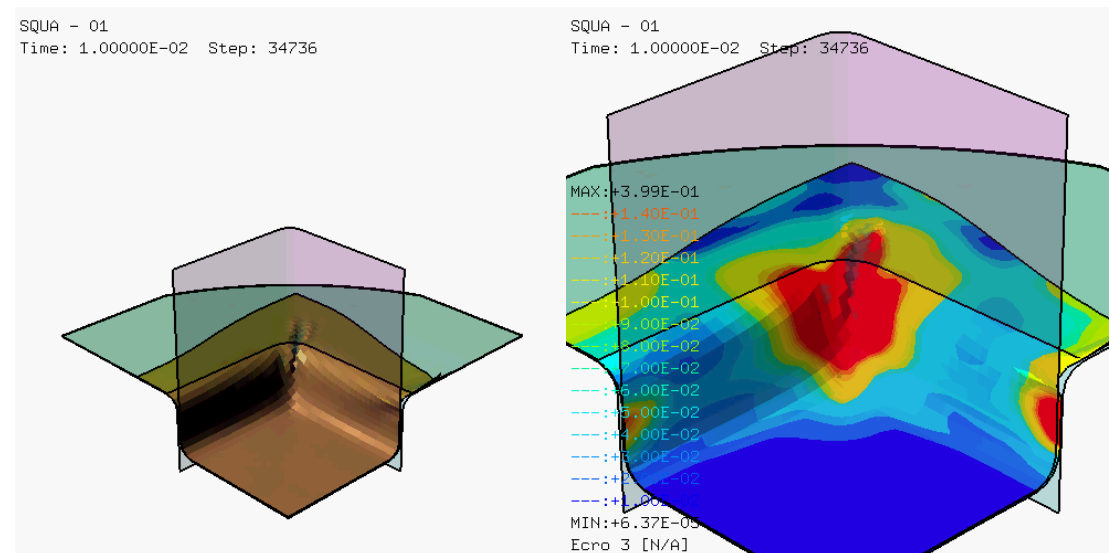 SQUA - 01
Time: 1.00000E-02 Step: 34736
SQUA - 01
Time: 1.00000E-02 Step: 34736
MAX:+3.99E-01
---:+1.40E-01
---:+1.30E-01
---:+1.20E-01
---:+1.10E-01
---:+1.00E-01
---:+9.00E-02
---:+8.00E-02
---:+7.00E-02
---:+6.00E-02
---:+5.00E-02
---:+4.00E-02
---:+3.00E-02
---:+2.00E-02
---:+1.00E-02
MIN:+6.37E-05
Ecro 3 [N/A]